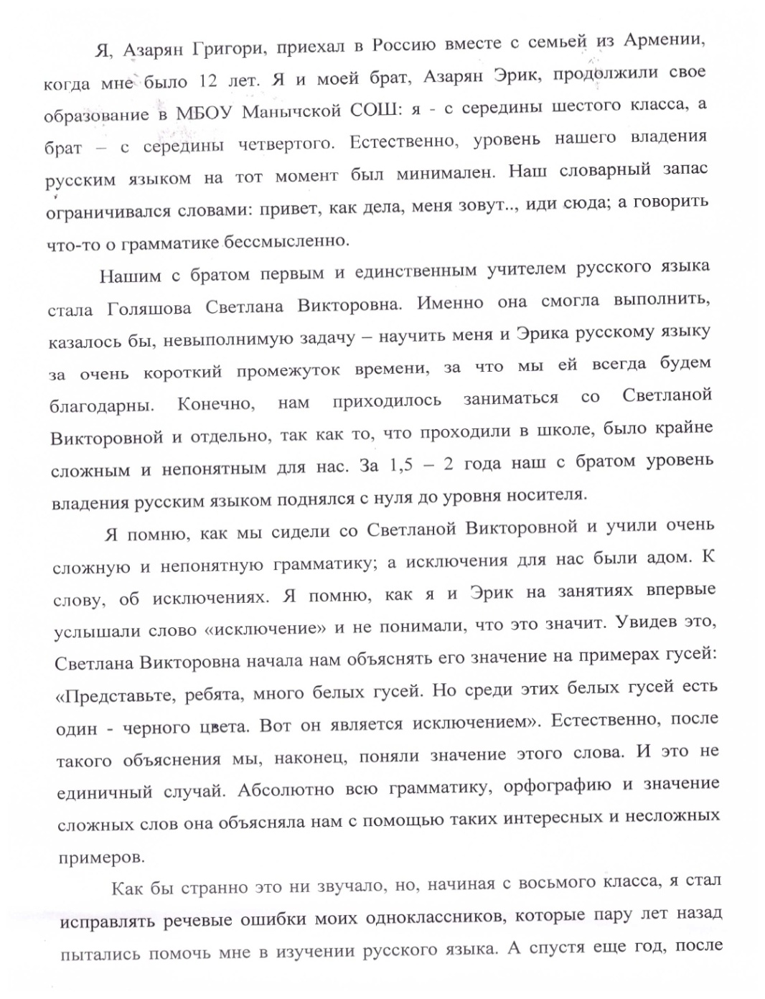 Я, Азарян Григори, приехал в Россию вместе с семьей из Армении,
когда мне было 12 лет. Я и моей брат, Азарян Эрик, продолжили свое
образование в МБОУ Манычской СОШ: я - с середины шестого класса, а
брат – с середины четвертого. Естественно, уровень нашего владения
русским языком на тот момент был минимален. Наш словарный запас
ограничивался словами: привет, как дела, меня зовут.., иди сюда; а говорить
что-то о грамматике бессмысленно.
Нашим с братом первым и единственным учителем русского языка
стала Голяшова Светлана Викторовна. Именно она смогла выполнить,
казалось бы, невыполнимую задачу – научить меня и Эрика русскому языку
за очень короткий промежуток времени, за что мы ей всегда будем
благодарны. Конечно, нам приходилось заниматься со Светланой
Викторовной и отдельно, так как то, что проходили в школе, было крайне
сложным и непонятным для нас. За 1,5 – 2 года наш с братом уровень
владения русским языком поднялся с нуля до уровня носителя.
Я помню, как мы сидели со Светланой Викторовной и учили очень
сложную и непонятную грамматику; а исключения для нас были адом. К
слову, об исключениях. Я помню, как я и Эрик на занятиях впервые
услышали слово «исключение» и не понимали, что это значит. Увидев это,
Светлана Викторовна начала нам объяснять его значение на примерах гусей:
«Представьте, ребята, много белых гусей. Но среди этих белых гусей есть
один - черного цвета. Вот он является исключением». Естественно, после
такого объяснения мы, наконец, поняли значение этого слова. И это не
единичный случай. Абсолютно всю грамматику, орфографию и значение
сложных слов она объясняла нам с помощью таких интересных и несложных
примеров.
Как бы странно это ни звучало, но, начиная с восьмого класса, я стал
исправлять речевые ошибки моих одноклассников, которые пару лет назад
пытались помочь мне в изучении русского языка. А спустя еще год, после